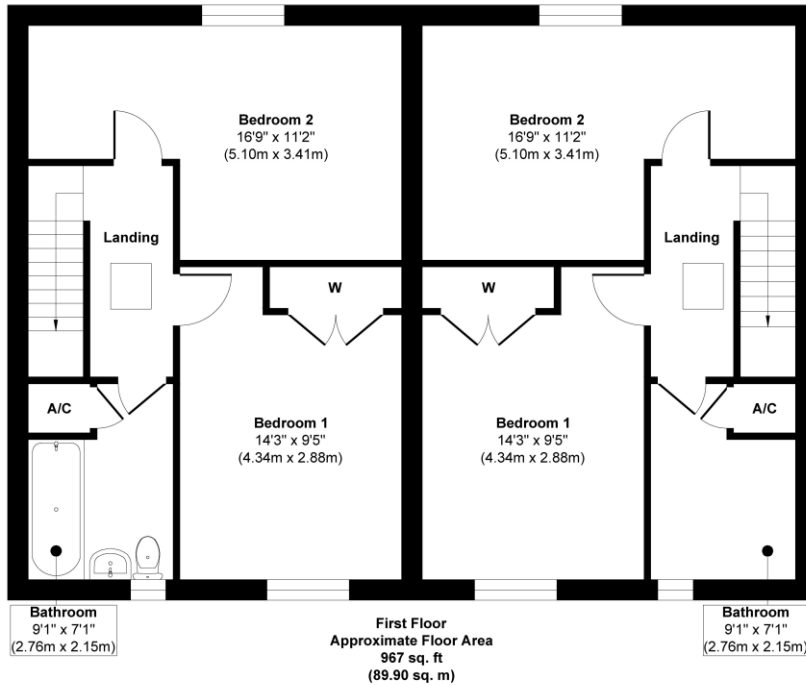 Bedroom 2
16'9" x 11'2"
(5.10m x 3.41m)
Bedroom 2
16'9" x 11'2"
(5.10m x 3.41m)
Landing
Landing
W
W
A/C
Bedroom 1
14'3" x 9'5"
(4.34m x 2.88m)
Bedroom 1
14'3" x 9'5"
(4.34m x 2.88m)
A/C
Bathroom
9'1" x 7'1"
(2.76m x 2.15m)
First Floor
Approximate Floor Area
967 sq. ft
(89.90 sq. m)
Bathroom
9'1" x 7'1"
(2.76m x 2.15m)